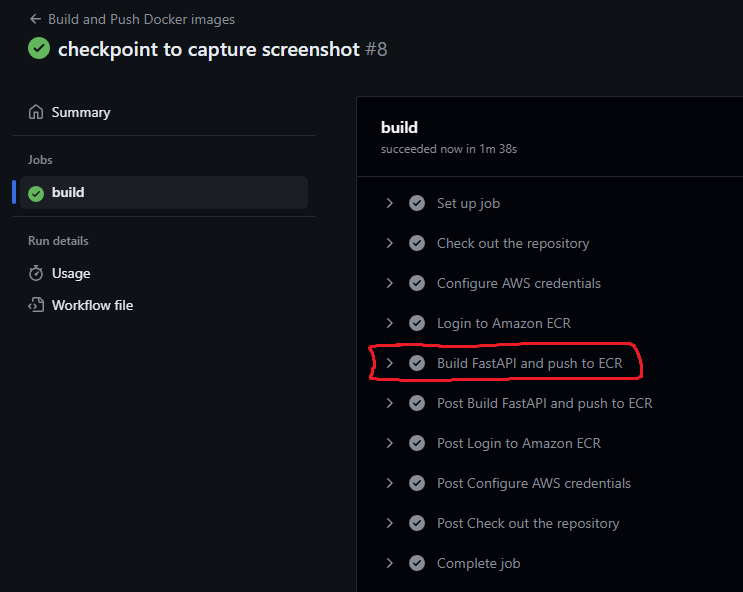 Build and Push Docker images
checkpoint to capture screenshot #8
Summary
Jobs
build
Run details
Usage
Workflow file
build
succeeded now in 1m 38s
Set up job
Check out the repository
Configure AWS credentials
Login to Amazon ECR
Build FastAPI and push to ECR
Post Build FastAPI and push to ECR
Post Login to Amazon ECR
Post Configure AWS credentials
Post Check out the repository
Complete job